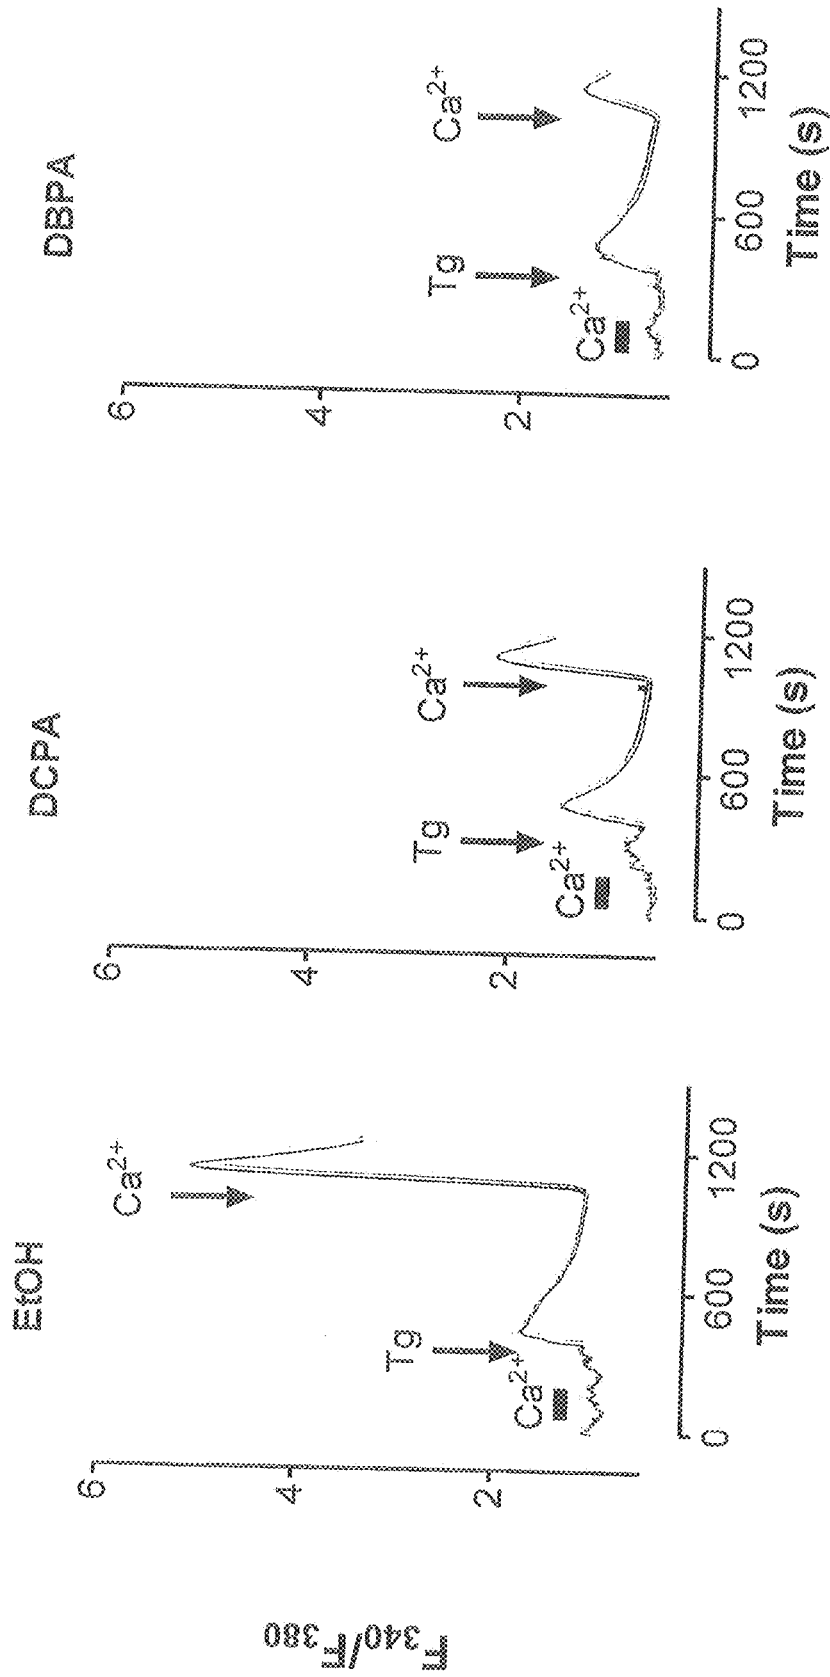 F340/F380
EtOH
6
4
2
Ca2+
Tg
Ca2+
0
600
1200
Time (s)
DCPA
6
4
2
Ca2+
Tg
Ca2+
0
600
1200
Time (s)
DBPA
6
4
2
Ca2+
Tg
Ca2+
0
600
1200
Time (s)